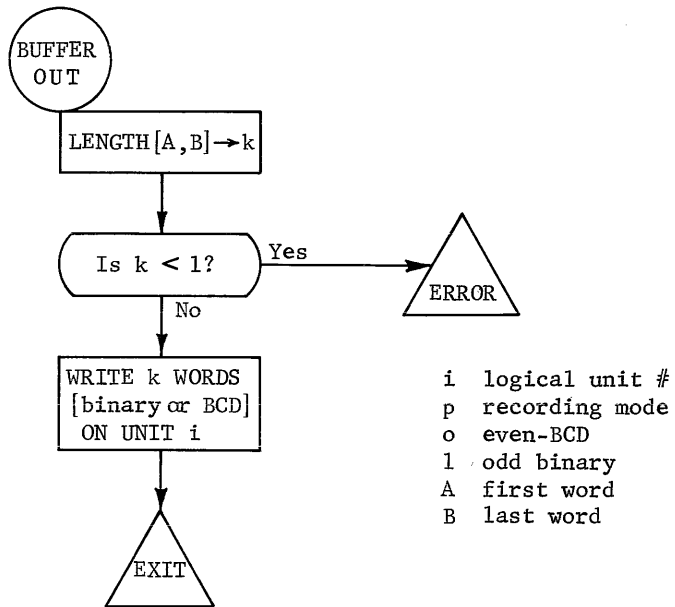 BUFFER
OUT
LENGTH[A,B]→k
Is k < 1?
Yes
ERROR
No
WRITE k WORDS
[binary or BCD]
ON UNIT i
EXIT
i logical unit #
p recording mode
o even-BCD
1 odd binary
A first word
B last word